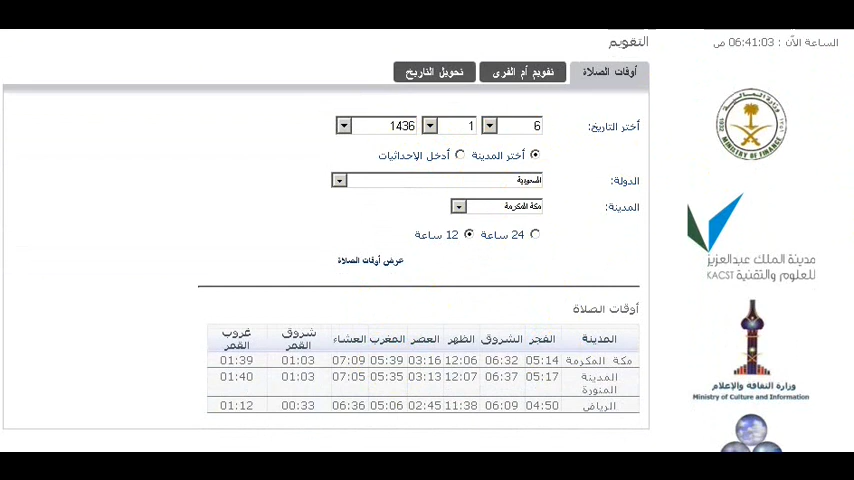 التقويم
الساعة الآن : 06:41:03 ص
أوقات الصلاة
تقويم أم القرى
تحويل التاريخ
أختر التاريخ: 6 1 1436
أختر المدينة أدخل الإحداثيات
الدولة: السعودية
المدينة: مكة المكرمة
24 ساعة 12 ساعة
عرض أوقات الصلاة
أوقات الصلاة
المدينة الفجر الشروق الظهر العصر المغرب العشاء شروق القمر غروب القمر
مكة المكرمة 05:14 06:32 12:06 03:16 05:39 07:09 01:03 01:39
المدينة المنورة 05:17 06:37 12:07 03:13 05:35 07:05 01:03 01:40
الرياض 04:50 06:09 11:38 02:45 05:06 06:36 00:33 01:12
MINISTRY OF FINANCE
مدينة الملك عبدالعزيز
للعلوم والتقنية KACST
وزارة الثقافة والإعلام
Ministry of Culture and Information